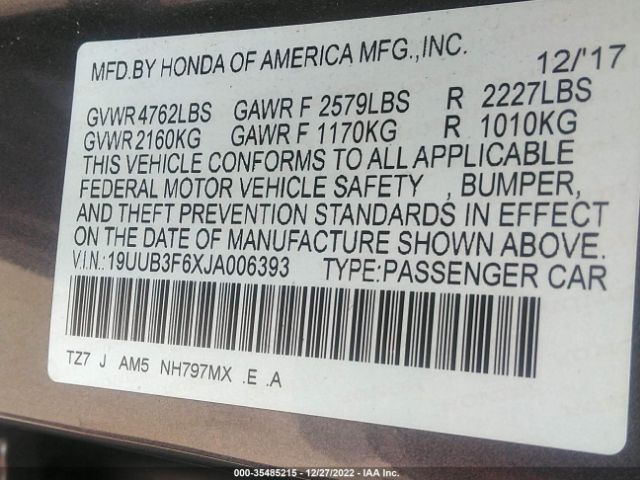 MFD.BY HONDA OF AMERICA MFG.,INC. 12/'17
GVWR 4762LBS GAWR F 2579LBS R 2227LBS
GVWR 2160KG GAWR F 1170KG R 1010KG
THIS VEHICLE CONFORMS TO ALL APPLICABLE
FEDERAL MOTOR VEHICLE SAFETY , BUMPER,
AND THEFT PREVENTION STANDARDS IN EFFECT
ON THE DATE OF MANUFACTURE SHOWN ABOVE.
V.I.N.:19UUB3F6XJA006393 TYPE:PASSENGER CAR
TZ7 J AM5 NH797MX .E .A
000-35485215 - 12/27/2022 - IAA Inc.